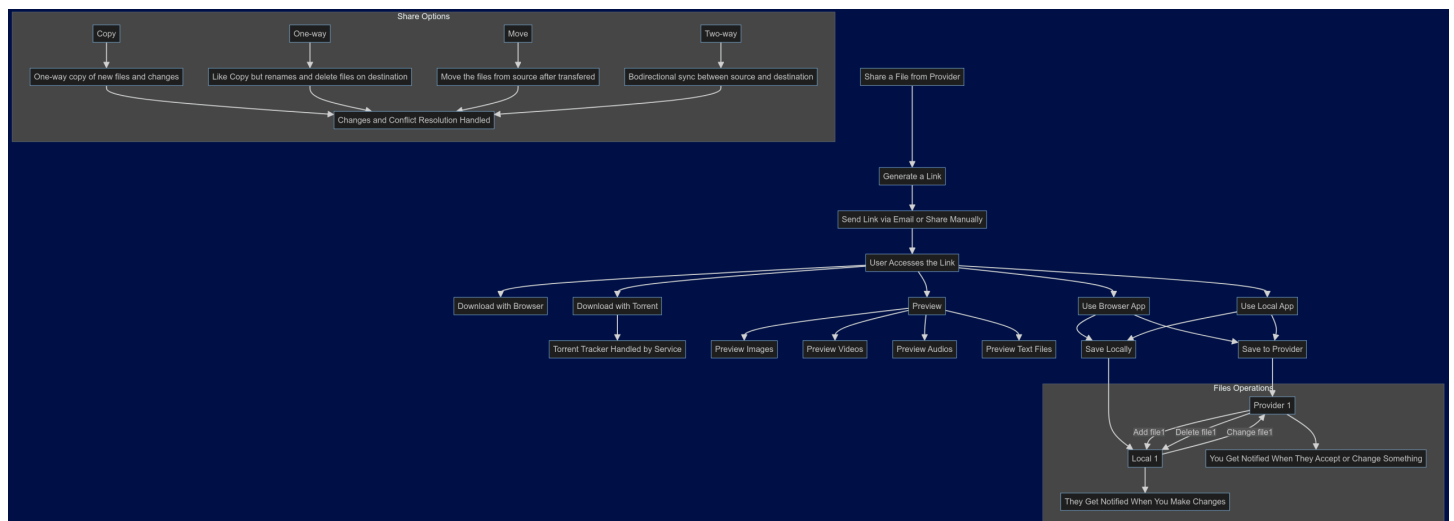 Share Options
Copy
One-way
Move
Two-way
One-way copy of new files and changes
Like Copy but renames and delete files on destination
Move the files from source after transfered
Bodirectional sync between source and destination
Changes and Conflict Resolution Handled
Share a File from Provider
Generate a Link
Send Link via Email or Share Manually
User Accesses the Link
Download with Browser
Download with Torrent
Preview
Use Browser App
Use Local App
Torrent Tracker Handled by Service
Preview Images
Preview Videos
Preview Audios
Preview Text Files
Save Locally
Save to Provider
Files Operations
Provider 1
Add file1
Delete file1
Change file1
Local 1
You Get Notified When They Accept or Change Something
They Get Notified When You Make Changes